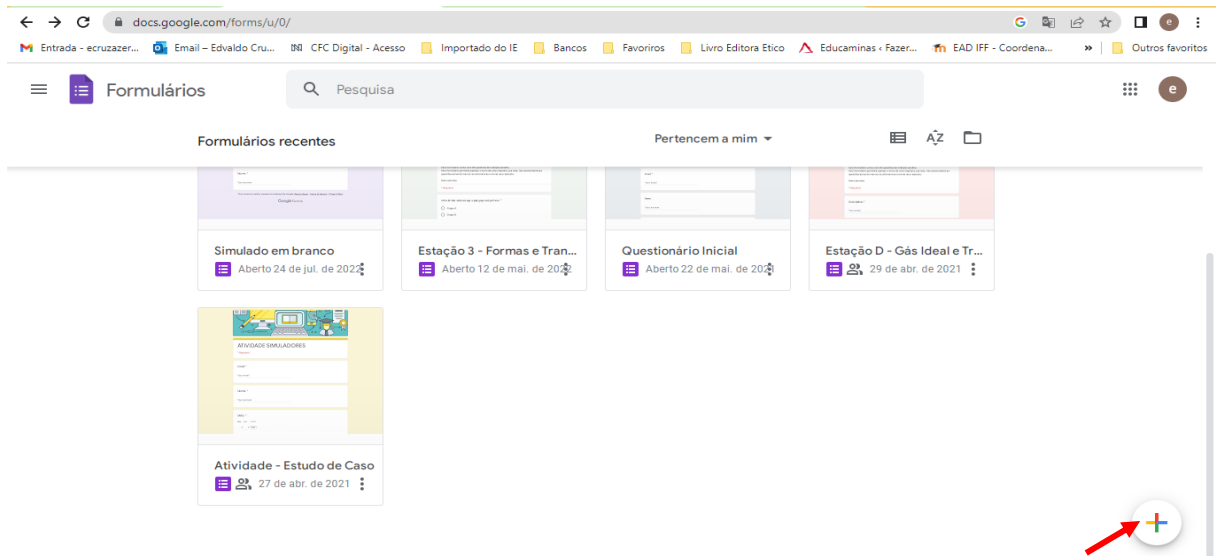 docs.google.com/forms/u/0/
e
Entrada - ecruzazer...
Email – Edvaldo Cru...
CFC Digital - Acesso
Importado do IE
Bancos
Favoriros
Livro Editora Etico
Educaminas ‹ Fazer...
EAD IFF - Coordena...
»
Outros favoritos
Formulários
Pesquisa
e
Formulários recentes
Pertencem a mim
AZ
Google
Simulado em branco
Aberto 24 de jul. de 2022
Estação 3 - Formas e Tran...
Aberto 12 de mai. de 2022
Questionário Inicial
Aberto 22 de mai. de 2021
Estação D - Gás Ideal e Tr...
29 de abr. de 2021
ATIVIDADE SIMULADORES
Atividade - Estudo de Caso
27 de abr. de 2021